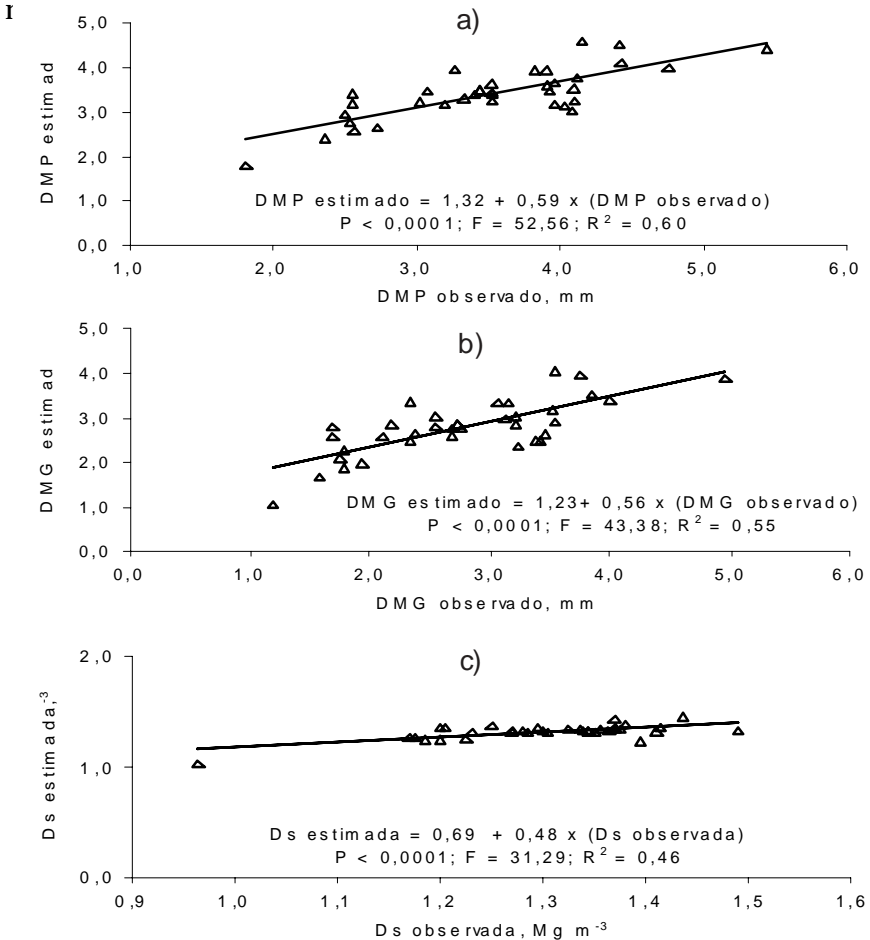 a)
5,0
4,0
3,0
2,0
1,0
0,0
DMP estimad
DMP estimado = 1,32 + 0,59 x (DMP observado)
P < 0,0001; F = 52,56; R² = 0,60
1,0 2,0 3,0 4,0 5,0 6,0
DMP observado, mm
b)
5,0
4,0
3,0
2,0
1,0
0,0
DMG estimad
DMG estimado = 1,23+ 0,56 x (DMG observado)
P < 0,0001; F = 43,38; R² = 0,55
0,0 1,0 2,0 3,0 4,0 5,0 6,0
DMG observado, mm
c)
2,0
1,0
0,0
Ds estimada,⁻³
Ds estimada = 0,69 + 0,48 x (Ds observada)
P < 0,0001; F = 31,29; R² = 0,46
0,9 1,0 1,1 1,2 1,3 1,4 1,5 1,6
Ds observada, Mg m⁻³